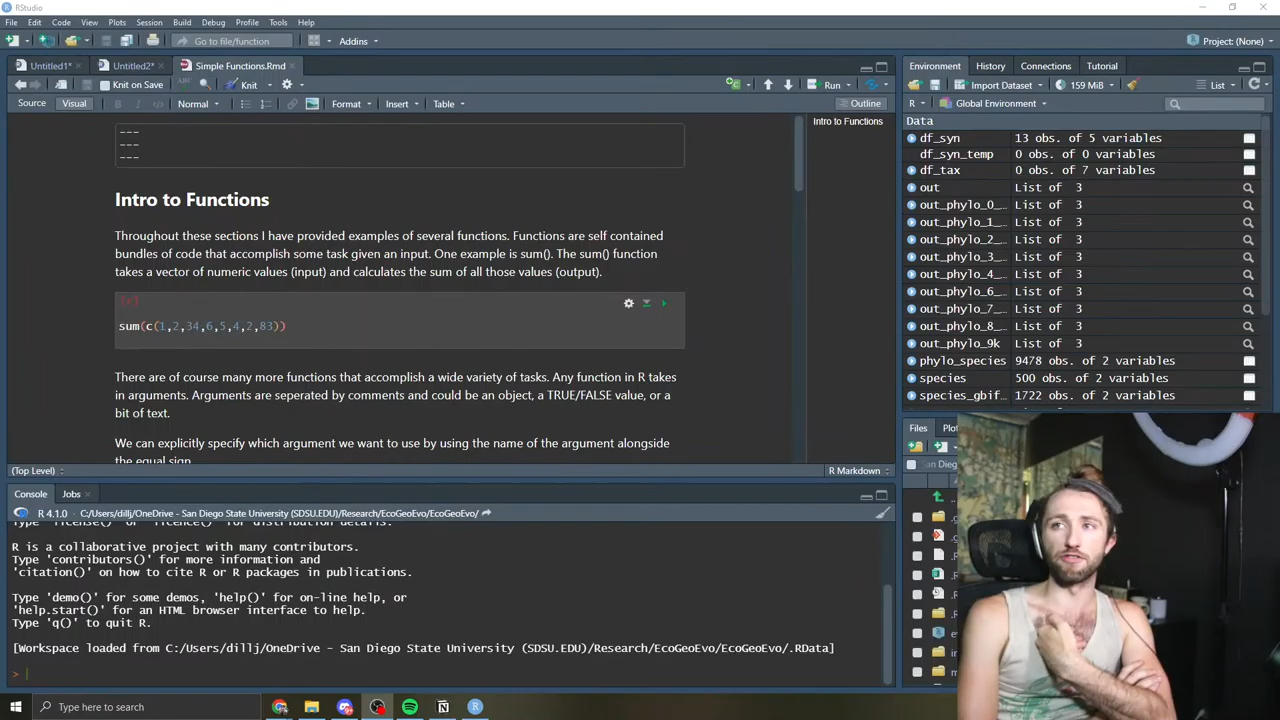 RStudio
File Edit Code View Plots Session Build Debug Profile Tools Help
Go to file/function
Addins
Project: (None)
Untitled1* Untitled2* Simple Functions.Rmd
Knit on Save Knit Run
Source Visual Normal Format Insert Table Outline
---
---
---
Intro to Functions
Throughout these sections I have provided examples of several functions. Functions are self contained
bundles of code that accomplish some task given an input. One example is sum(). The sum() function
takes a vector of numeric values (input) and calculates the sum of all those values (output).
{r}
sum(c(1,2,34,6,5,4,2,83))
There are of course many more functions that accomplish a wide variety of tasks. Any function in R takes
in arguments. Arguments are seperated by comments and could be an object, a TRUE/FALSE value, or a
bit of text.
We can explicitly specify which argument we want to use by using the name of the argument alongside
the equal sign
Intro to Functions
(Top Level) R Markdown
Console Jobs
R 4.1.0 · C:/Users/dillj/OneDrive - San Diego State University (SDSU.EDU)/Research/EcoGeoEvo/EcoGeoEvo/
Type 'license()' or 'licence()' for distribution details.
R is a collaborative project with many contributors.
Type 'contributors()' for more information and
'citation()' on how to cite R or R packages in publications.
Type 'demo()' for some demos, 'help()' for on-line help, or
'help.start()' for an HTML browser interface to help.
Type 'q()' to quit R.
[Workspace loaded from C:/Users/dillj/OneDrive - San Diego State University (SDSU.EDU)/Research/EcoGeoEvo/EcoGeoEvo/.RData]
>
Environment History Connections Tutorial
Import Dataset 159 MiB List
R Global Environment
Data
df_syn 13 obs. of 5 variables
df_syn_temp 0 obs. of 0 variables
df_tax 0 obs. of 7 variables
out List of 3
out_phylo_0_… List of 3
out_phylo_1_… List of 3
out_phylo_2_… List of 3
out_phylo_3_… List of 3
out_phylo_4_… List of 3
out_phylo_6_… List of 3
out_phylo_7_… List of 3
out_phylo_8_… List of 3
out_phylo_9k List of 3
phylo_species 9478 obs. of 2 variables
species 500 obs. of 2 variables
species_gbif… 1722 obs. of 2 variables
Files Plo
San Dieg
Type here to search